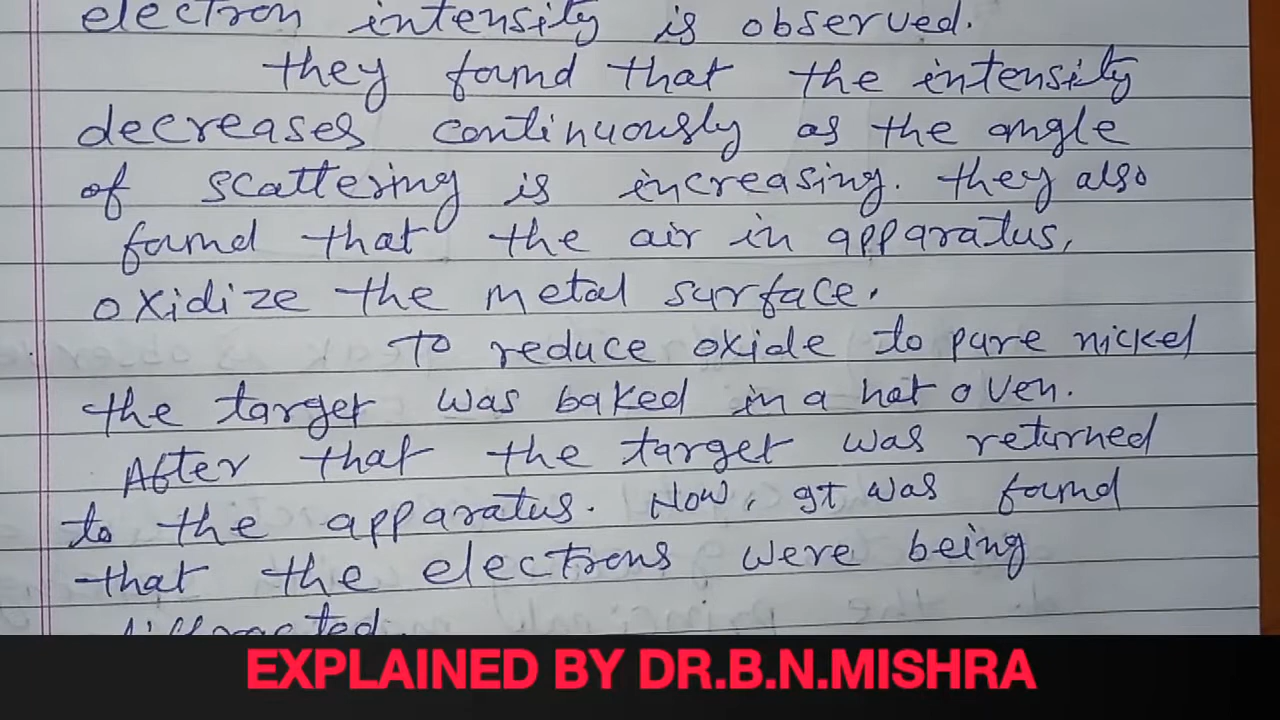 electron intensity is observed.
they found that the intensity
decreases continuously as the angle
of scattering is increasing. they also
found that the air in apparatus,
oxidize the metal surface.
To reduce oxide to pure nickel
the target was baked in a hot oven.
After that the target was returned
to the apparatus. Now, It was found
that the electrons were being
diffracted.
EXPLAINED BY DR.B.N.MISHRA